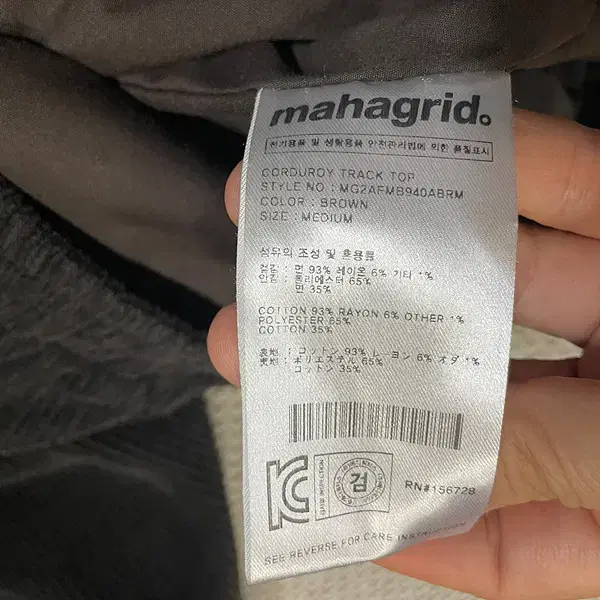 mahagrid.
전기용품 및 생활용품 안전관리법에 의한 품질표시
CORDUROY TRACK TOP
STYLE NO : MG2AFMB940ABRM
COLOR : BROWN
SIZE : MEDIUM
섬유의 조성 및 혼용률
겉감 : 면 93% 레이온 6% 기타 1%
안감 : 폴리에스터 65%
면 35%
COTTON 93% RAYON 6% OTHER 1%
POLYESTER 65%
COTTON 35%
表地 : コットン 93% レーヨン 6% オダ 1%
裏地 : ポリエステル 65%
コットン 35%
검
RN#156728
SEE REVERSE FOR CARE INSTRUCTION